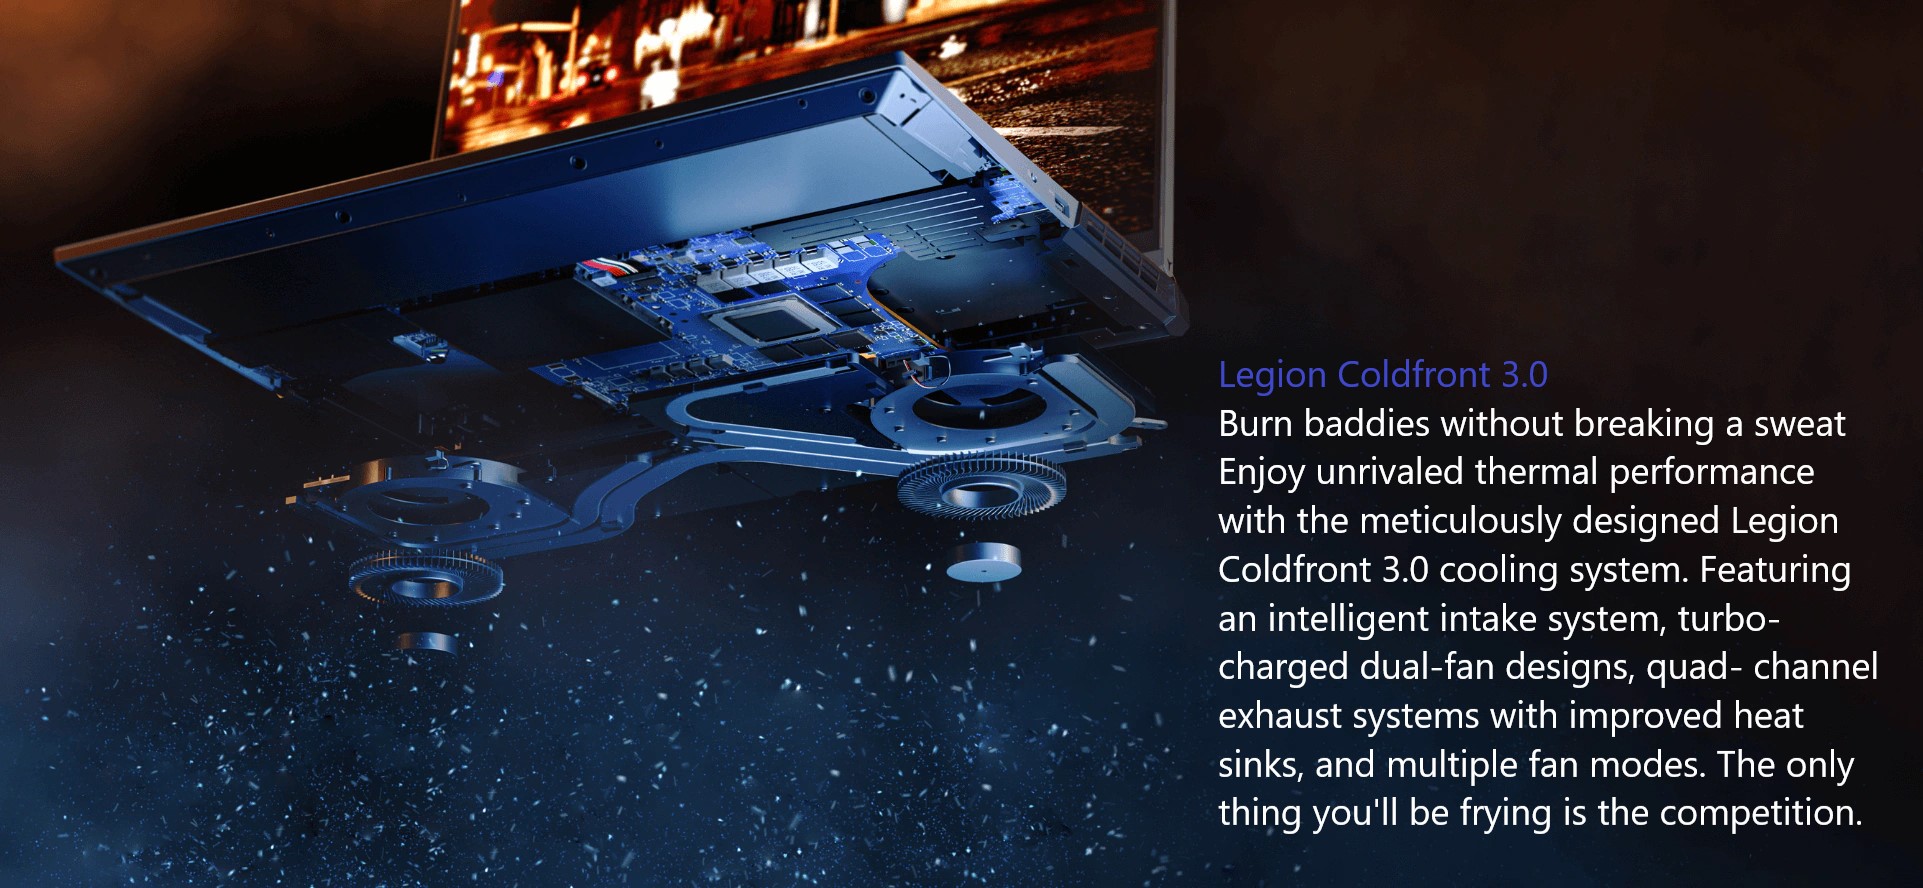 Legion Coldfront 3.0
Burn baddies without breaking a sweat
Enjoy unrivaled thermal performance
with the meticulously designed Legion
Coldfront 3.0 cooling system. Featuring
an intelligent intake system, turbo-
charged dual-fan designs, quad- channel
exhaust systems with improved heat
sinks, and multiple fan modes. The only
thing you'll be frying is the competition.